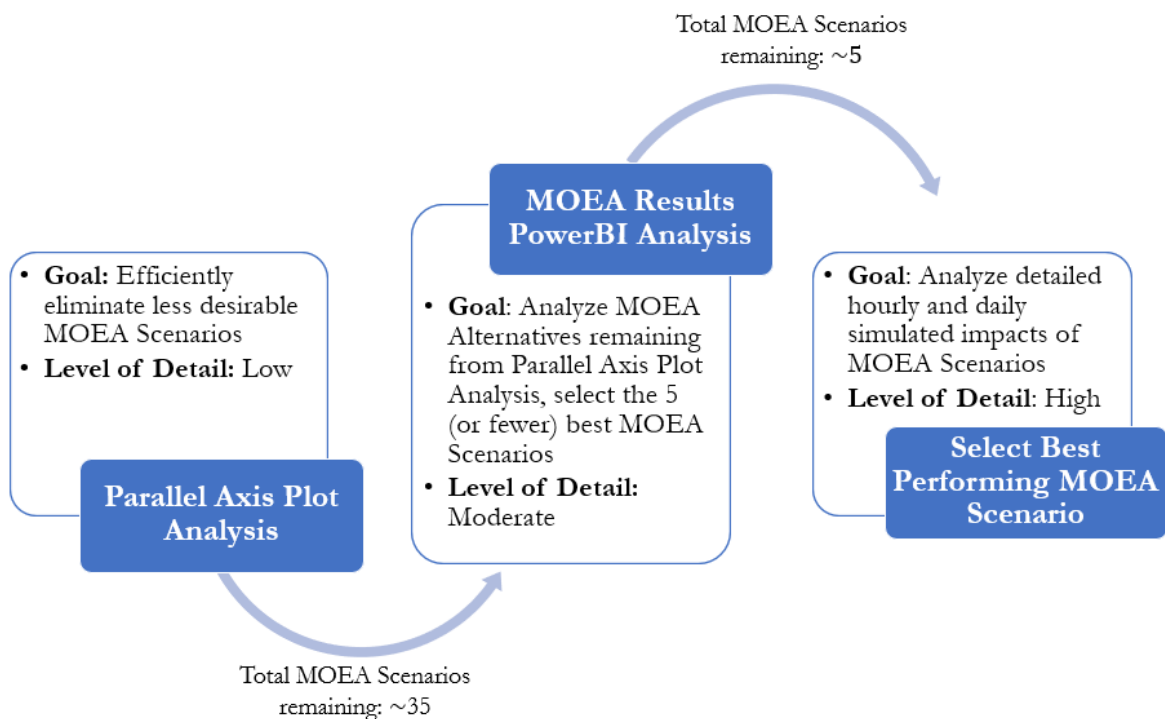 • Goal: Efficiently
eliminate less desirable
MOEA Scenarios
• Level of Detail: Low
Parallel Axis Plot
Analysis
Total MOEA Scenarios
remaining: ~35
MOEA Results
PowerBI Analysis
• Goal: Analyze MOEA
Alternatives remaining
from Parallel Axis Plot
Analysis, select the 5
(or fewer) best MOEA
Scenarios
• Level of Detail:
Moderate
Total MOEA Scenarios
remaining: ~5
• Goal: Analyze detailed
hourly and daily
simulated impacts of
MOEA Scenarios
• Level of Detail: High
Select Best
Performing MOEA
Scenario